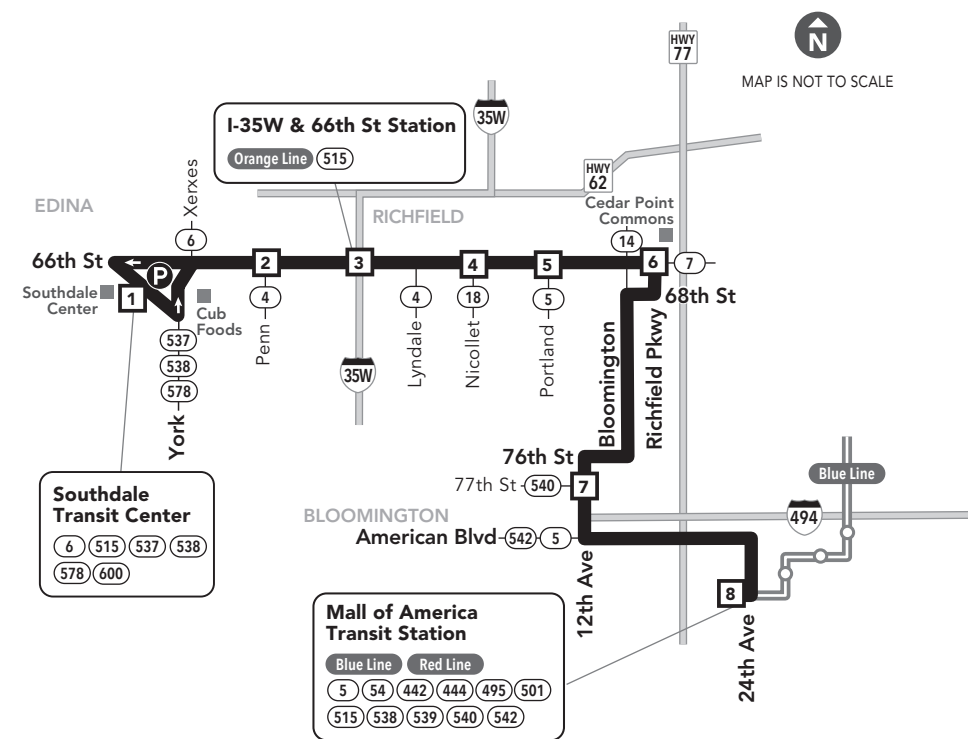 HWY
77
N
MAP IS NOT TO SCALE
35W
I-35W & 66th St Station
Orange Line 515
HWY
62
Cedar Point
Commons
EDINA
Xerxes
RICHFIELD
6
14
66th St
P
2
3
4
5
6
7
Southdale
Center
1
Cub
Foods
4
4
18
5
68th St
537
538
578
York
Penn
35W
Lyndale
Nicollet
Portland
Bloomington
Richfield Pkwy
76th St
77th St 540
7
Blue Line
494
BLOOMINGTON
American Blvd 542 5
12th Ave
8
24th Ave
Southdale
Transit Center
6 515 537 538
578 600
Mall of America
Transit Station
Blue Line Red Line
5 54 442 444 495 501
515 538 539 540 542